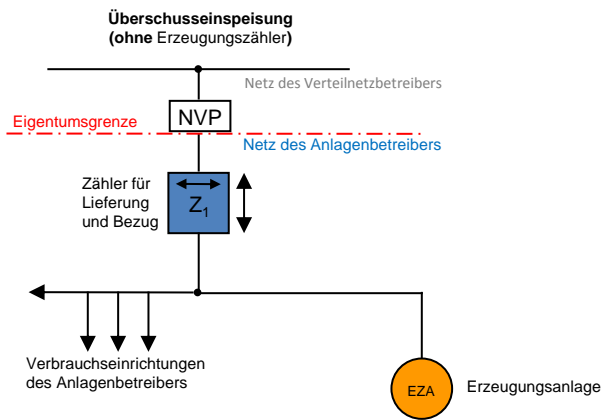 Überschusseinspeisung
(ohne Erzeugungszähler)
Netz des Verteilnetzbetreibers
NVP
Eigentumsgrenze
Netz des Anlagenbetreibers
Zähler für
Lieferung
und Bezug
Z1
Verbrauchseinrichtungen
des Anlagenbetreibers
EZA
Erzeugungsanlage